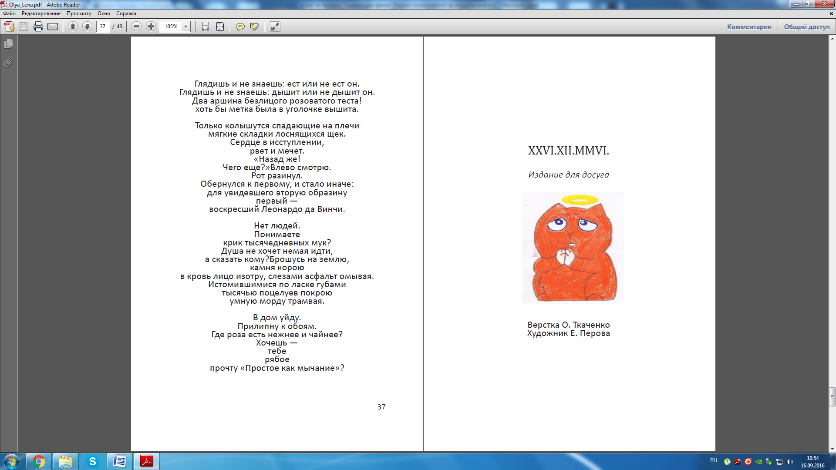 Olya_Lena.pdf - Adobe Reader
Файл Редактирование Просмотр Окно Справка
37 / 40 105% Комментарии Общий доступ
Глядишь и не знаешь: ест или не ест он.
Глядишь и не знаешь: дышит или не дышит он.
Два аршина безлицого розоватого теста!
хоть бы метка была в уголочке вышита.
Только колышутся спадающие на плечи
мягкие складки лоснящихся щек.
Сердце в исступлении,
рвет и мечет.
«Назад же!
Чего еще?»Влево смотрю.
Рот разинул.
Обернулся к первому, и стало иначе:
для увидевшего вторую образину
первый —
воскресший Леонардо да Винчи.
Нет людей.
Понимаете
крик тысячедневных мук?
Душа не хочет немая идти,
а сказать кому?Брошусь на землю,
камня корою
в кровь лицо изотру, слезами асфальт омывая.
Истомившимися по ласке губами
тысячью поцелуев покрою
умную морду трамвая.
В дом уйду.
Прилипну к обоям.
Где роза есть нежнее и чайнее?
Хочешь —
тебе
рябое
прочту «Простое как мычание»?
37
XXVI.XII.MMVI.
Издание для досуга
Верстка О. Ткаченко
Художник Е. Перова
RU
16.09.2016